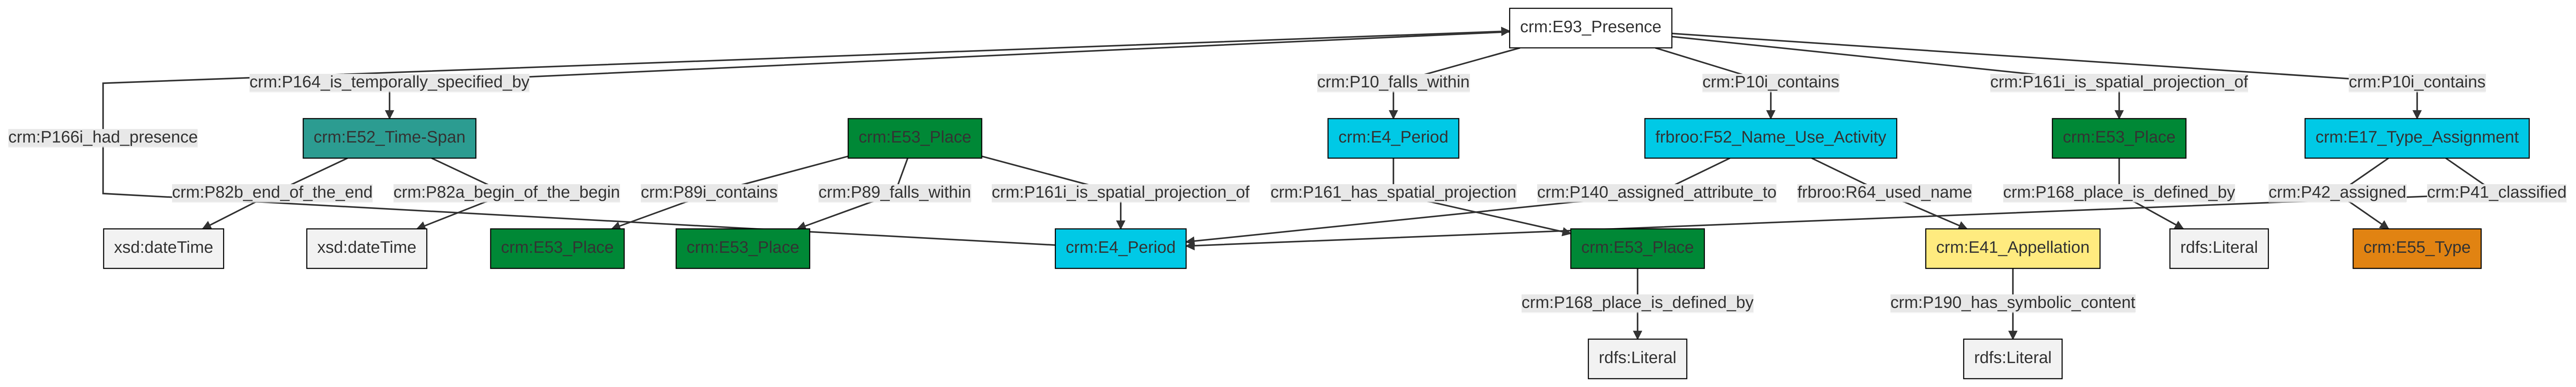 crm:E93_Presence
crm:P164_is_temporally_specified_by
crm:P10_falls_within
crm:P10i_contains
crm:P161i_is_spatial_projection_of
crm:P10i_contains
crm:P166i_had_presence
crm:E52_Time-Span
crm:E53_Place
crm:E4_Period
frbroo:F52_Name_Use_Activity
crm:E53_Place
crm:E17_Type_Assignment
crm:P82b_end_of_the_end
crm:P82a_begin_of_the_begin
crm:P89i_contains
crm:P89_falls_within
crm:P161i_is_spatial_projection_of
crm:P161_has_spatial_projection
crm:P140_assigned_attribute_to
frbroo:R64_used_name
crm:P168_place_is_defined_by
crm:P42_assigned
crm:P41_classified
xsd:dateTime
xsd:dateTime
crm:E53_Place
crm:E53_Place
crm:E4_Period
crm:E53_Place
crm:E41_Appellation
rdfs:Literal
crm:E55_Type
crm:P168_place_is_defined_by
crm:P190_has_symbolic_content
rdfs:Literal
rdfs:Literal